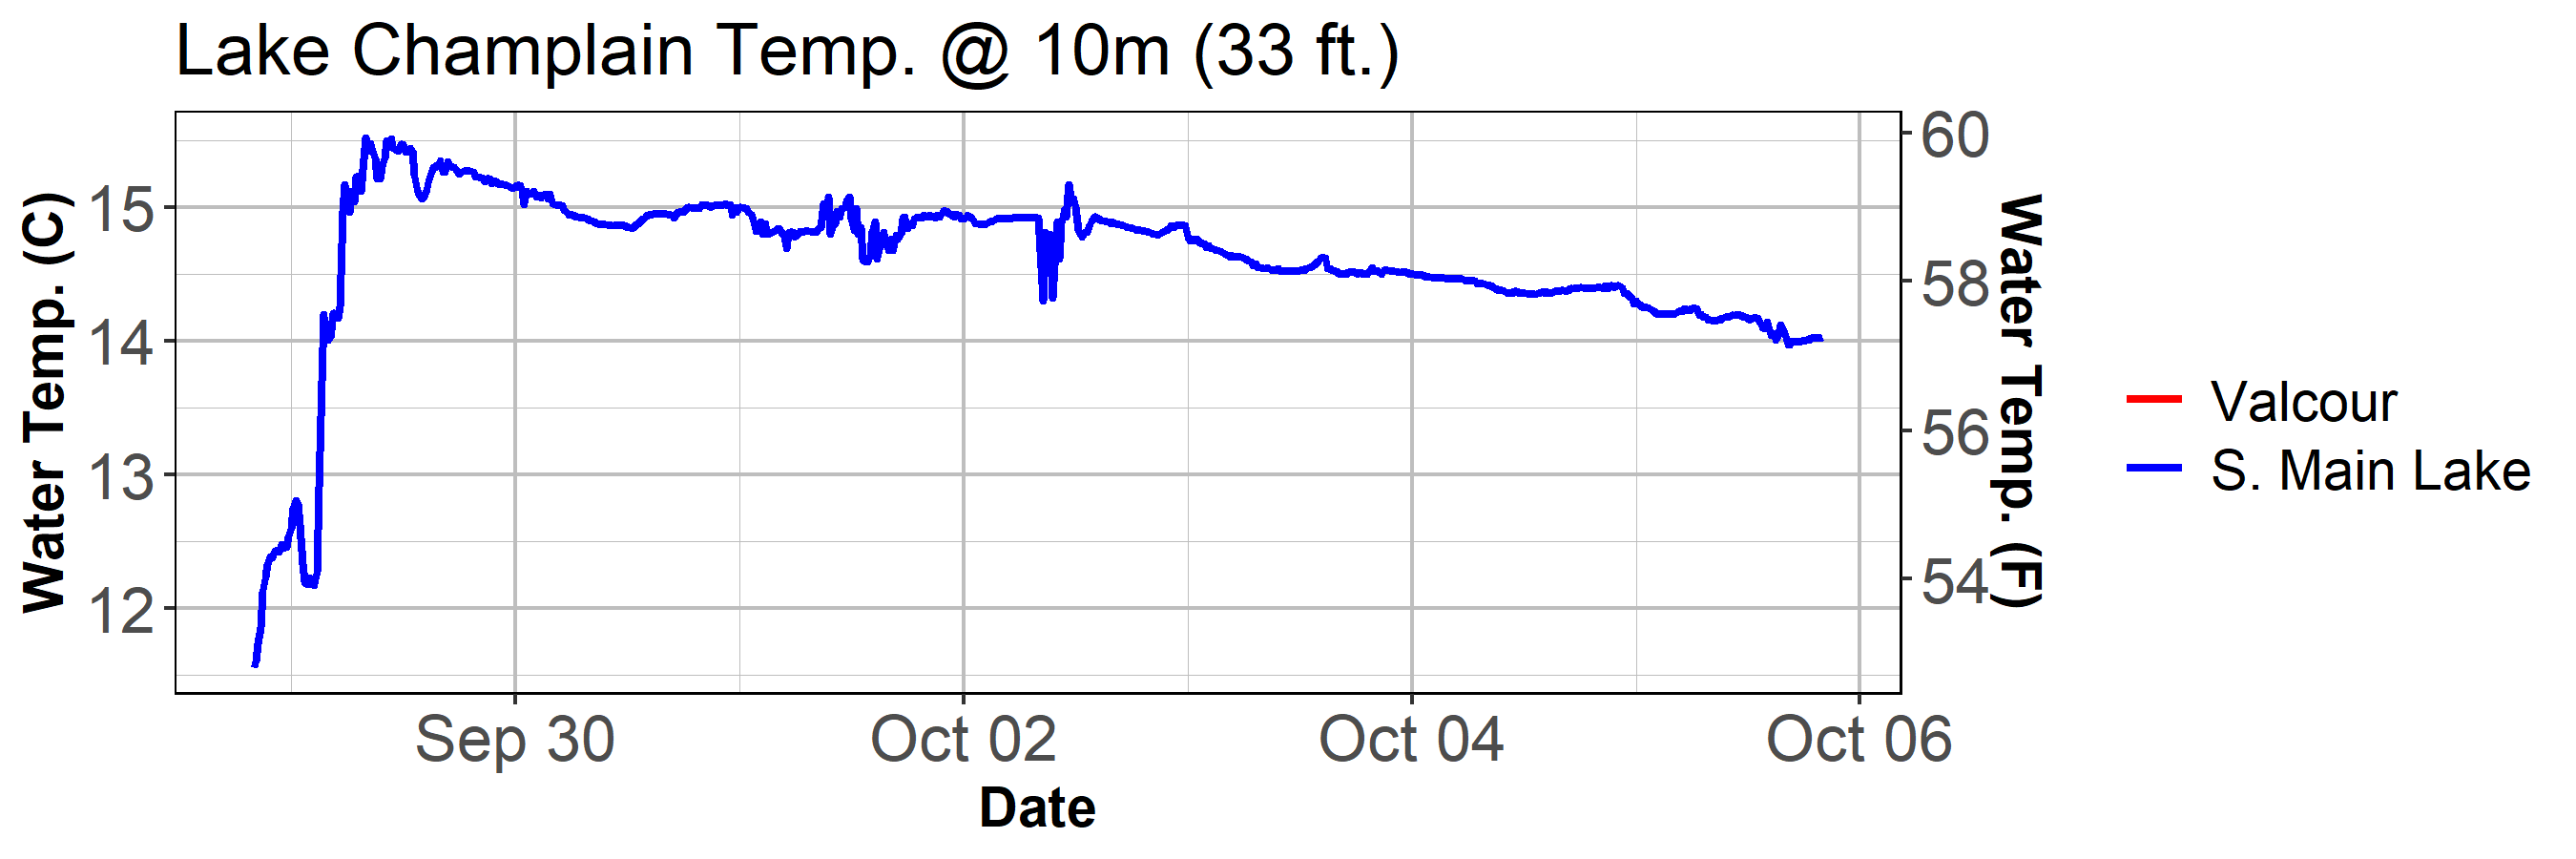 Lake Champlain Temp. @ 10m (33 ft.)
Water Temp. (C)
15
14
13
12
60
58
56
54
Water Temp. (F)
Sep 30
Oct 02
Oct 04
Oct 06
Date
Valcour
S. Main Lake